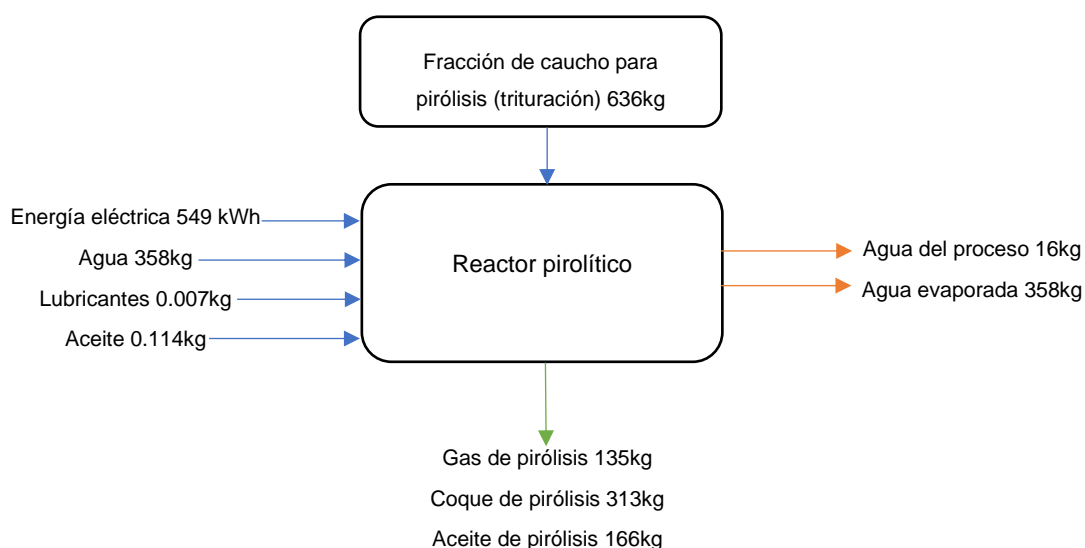 Fracción de caucho para
pirólisis (trituración) 636kg
Energía eléctrica 549 kWh
Agua 358kg
Lubricantes 0.007kg
Aceite 0.114kg
Reactor pirolítico
Agua del proceso 16kg
Agua evaporada 358kg
Gas de pirólisis 135kg
Coque de pirólisis 313kg
Aceite de pirólisis 166kg